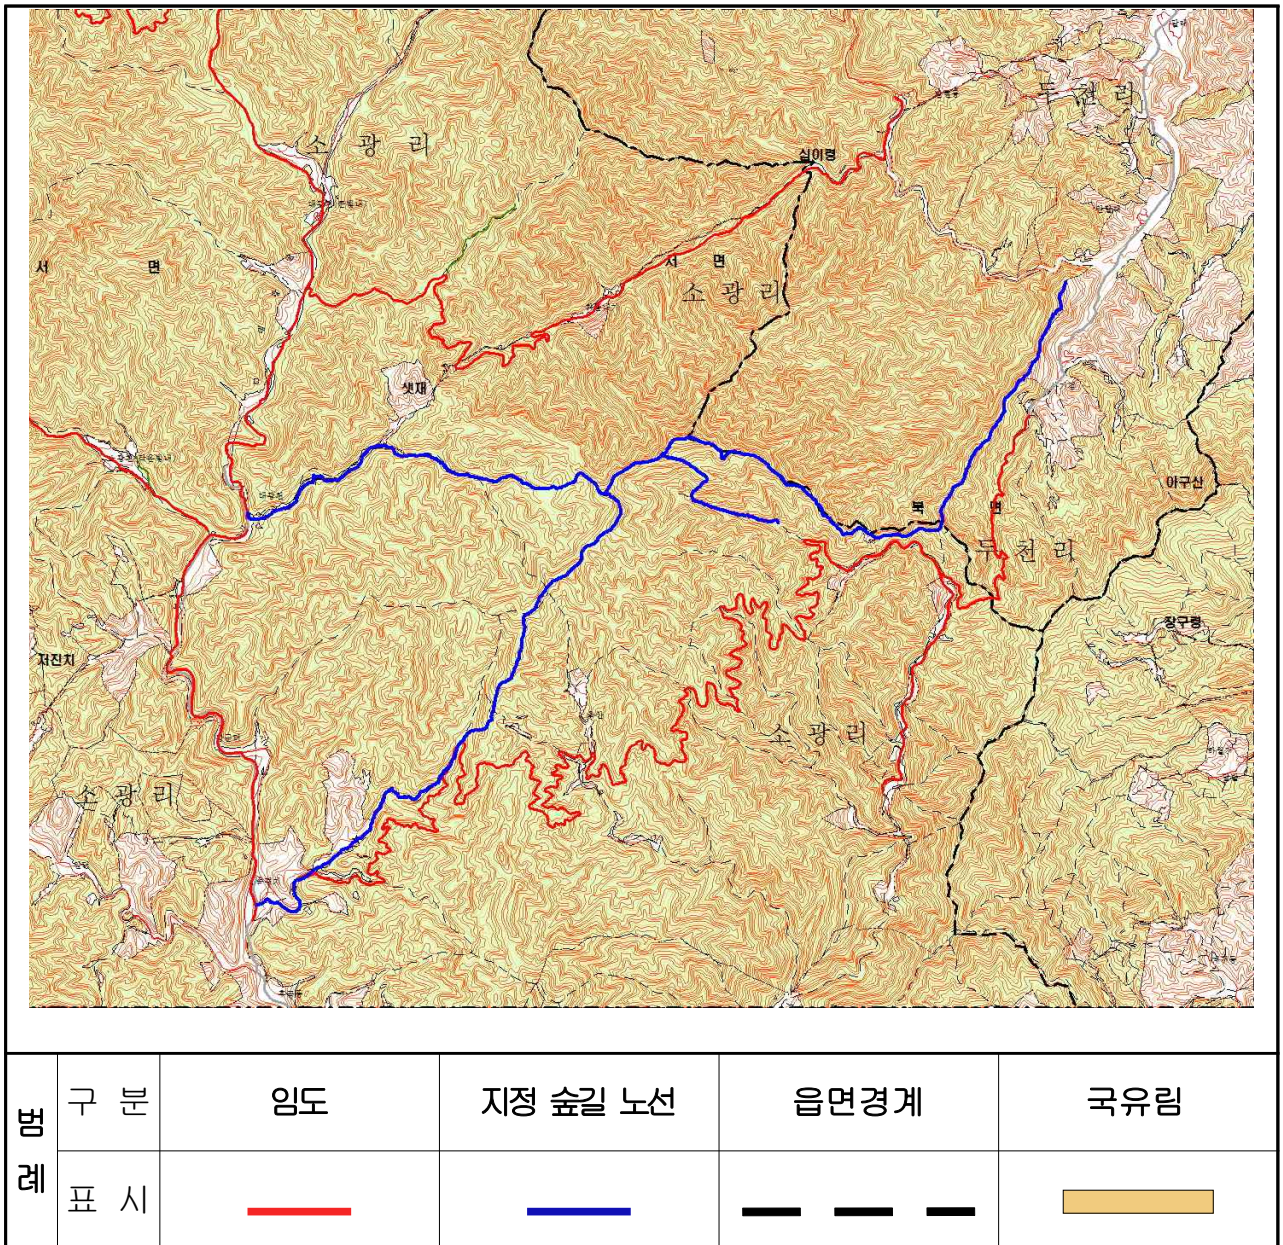 두 천 리
소 광 리
십이령
서 면
서 면
소 광 리
샛재
북 면
야구산
두 천 리
장구령
저진치
소 광 리
소 광 리
범례
구 분
임도
지정 숲길 노선
읍면경계
국유림
표 시